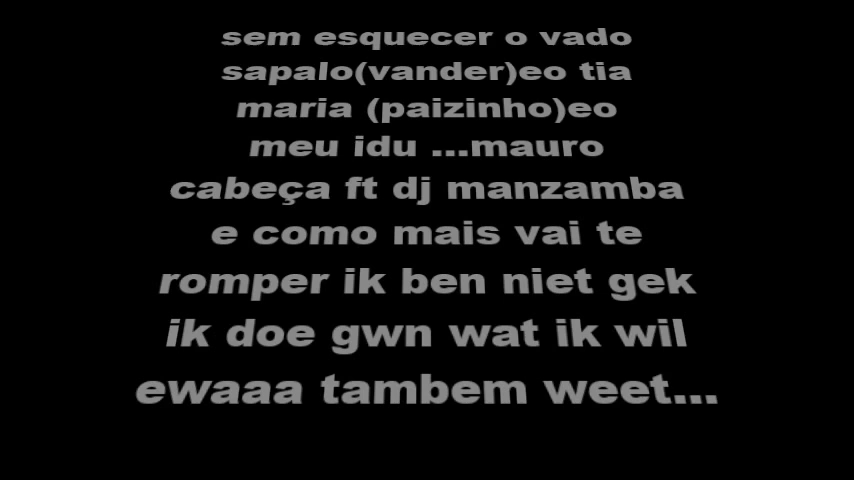 sem esquecer o vado
sapalo(vander)eo tia
maria (paizinho)eo
meu idu ...mauro
cabeça ft dj manzamba
e como mais vai te
romper ik ben niet gek
ik doe gwn wat ik wil
ewaaa tambem weet...